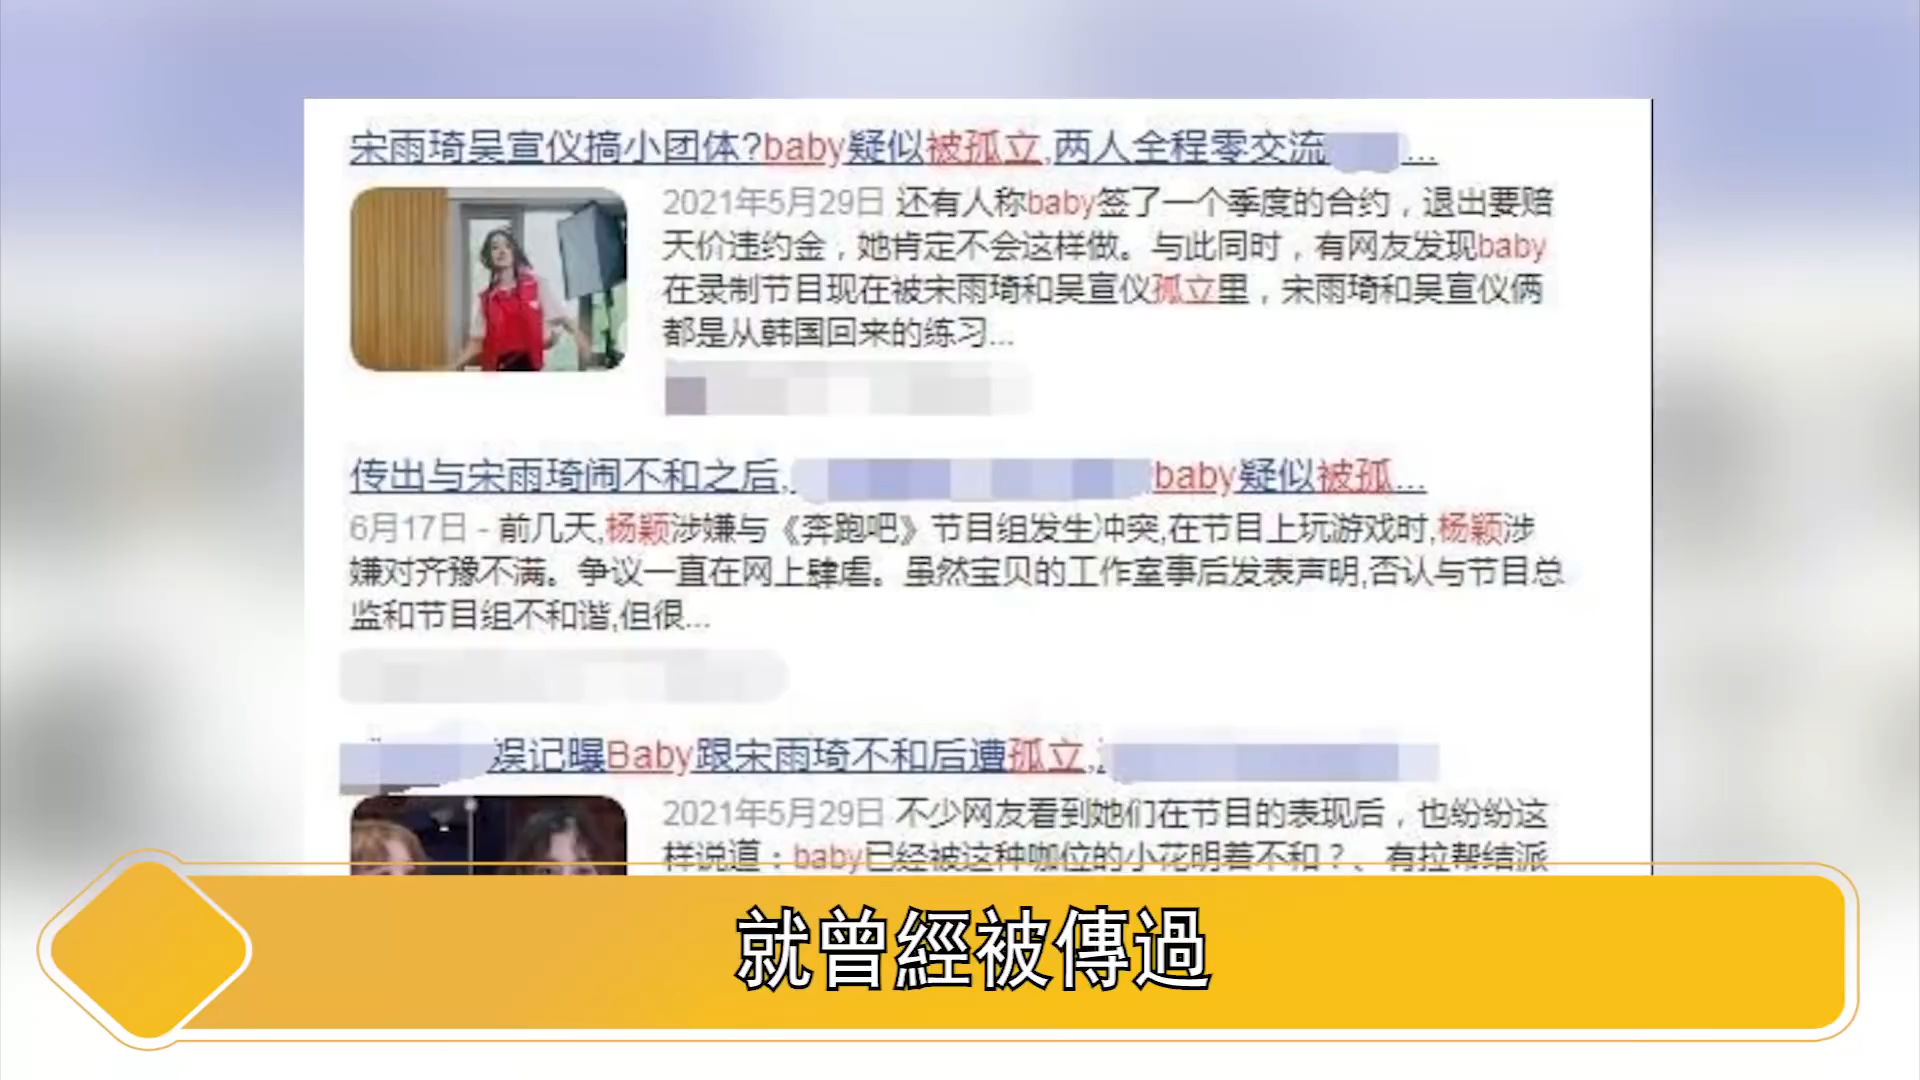 宋雨琦吴宣仪搞小团体?baby疑似被孤立,两人全程零交流...
2021年5月29日 还有人称baby签了一个季度的合约，退出要赔
天价违约金，她肯定不会这样做。与此同时，有网友发现baby
在录制节目现在被宋雨琦和吴宣仪孤立里，宋雨琦和吴宣仪俩
都是从韩国回来的练习...
传出与宋雨琦闹不和之后,baby疑似被孤...
6月17日 - 前几天,杨颖涉嫌与《奔跑吧》节目组发生冲突,在节目上玩游戏时,杨颖涉
嫌对齐豫不满。争议一直在网上肆虐。虽然宝贝的工作室事后发表声明,否认与节目总
监和节目组不和谐,但很...
娱记曝Baby跟宋雨琦不和后遭孤立,
2021年5月29日 不少网友看到她们在节目的表现后，也纷纷这
样说道：baby已经被这种咖位的小花明着不和？、有拉帮结派
就曾經被傳過